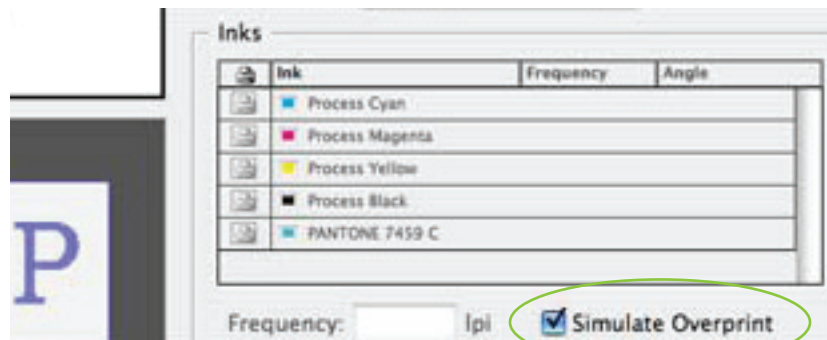 Inks
Ink Frequency Angle
Process Cyan
Process Magenta
Process Yellow
Process Black
PANTONE 7459 C
P
Frequency: lpi Simulate Overprint